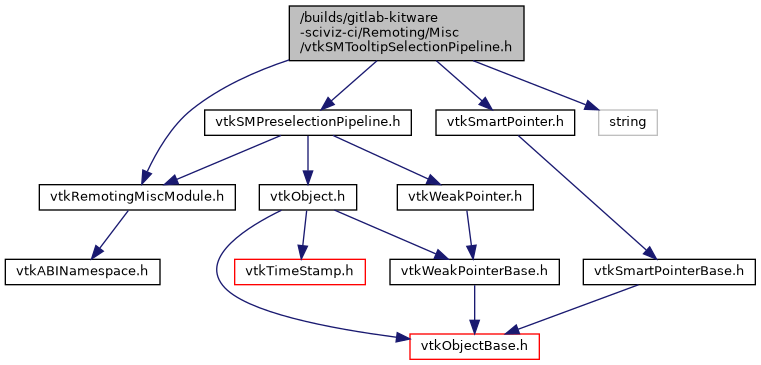 /builds/gitlab-kitware
-sciviz-ci/Remoting/Misc
/vtkSMTooltipSelectionPipeline.h
vtkSMPreselectionPipeline.h
vtkSmartPointer.h
string
vtkRemotingMiscModule.h
vtkObject.h
vtkWeakPointer.h
vtkABINamespace.h
vtkTimeStamp.h
vtkWeakPointerBase.h
vtkSmartPointerBase.h
vtkObjectBase.h